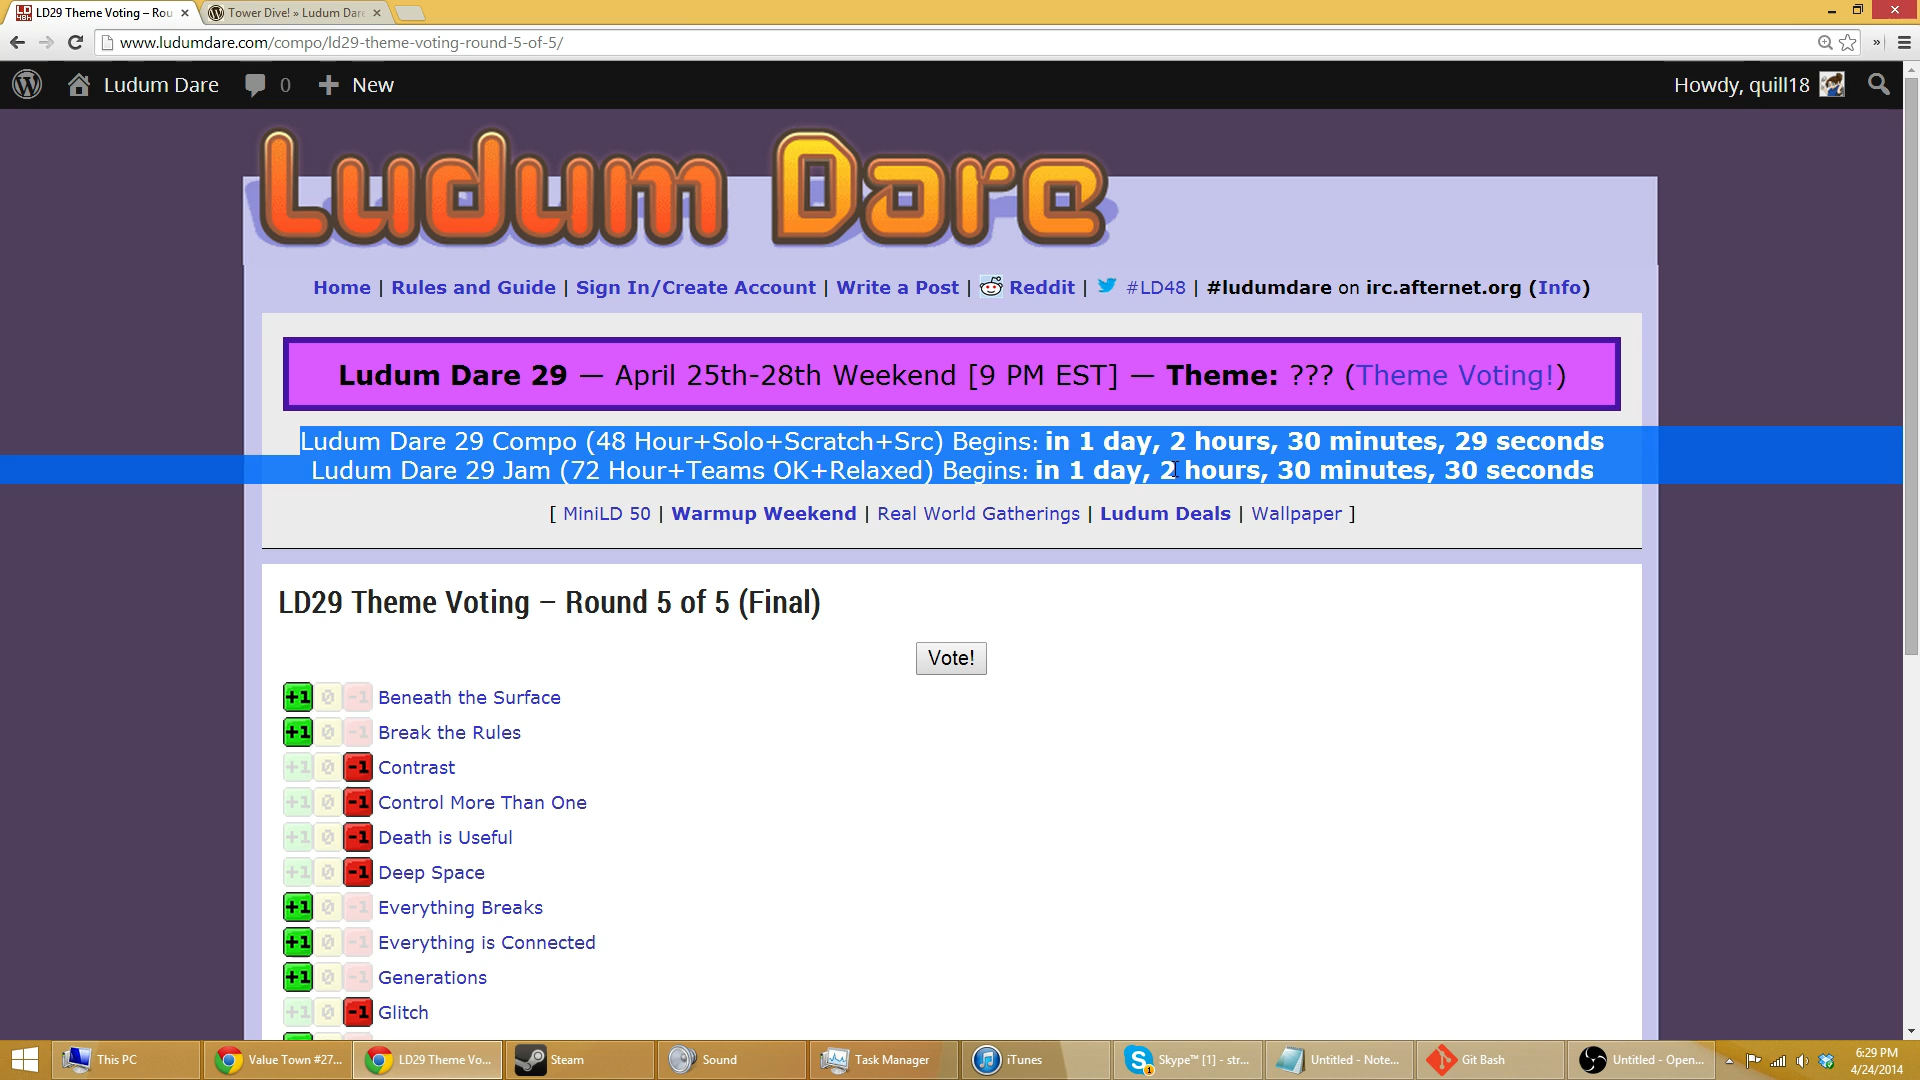 LD29 Theme Voting – Rou
Tower Dive! » Ludum Dare
www.ludumdare.com/compo/ld29-theme-voting-round-5-of-5/
Ludum Dare 0 + New Howdy, quill18
Ludum Dare
Home | Rules and Guide | Sign In/Create Account | Write a Post | Reddit | #LD48 | #ludumdare on irc.afternet.org (Info)
Ludum Dare 29 — April 25th-28th Weekend [9 PM EST] — Theme: ??? (Theme Voting!)
Ludum Dare 29 Compo (48 Hour+Solo+Scratch+Src) Begins: in 1 day, 2 hours, 30 minutes, 29 seconds
Ludum Dare 29 Jam (72 Hour+Teams OK+Relaxed) Begins: in 1 day, 2 hours, 30 minutes, 30 seconds
[ MiniLD 50 | Warmup Weekend | Real World Gatherings | Ludum Deals | Wallpaper ]
LD29 Theme Voting – Round 5 of 5 (Final)
Vote!
+1 0 -1 Beneath the Surface
+1 0 -1 Break the Rules
+1 0 -1 Contrast
+1 0 -1 Control More Than One
+1 0 -1 Death is Useful
+1 0 -1 Deep Space
+1 0 -1 Everything Breaks
+1 0 -1 Everything is Connected
+1 0 -1 Generations
+1 0 -1 Glitch
This PC
Value Town #27...
LD29 Theme Vo...
Steam
Sound
Task Manager
iTunes
Skype™ [1] - str...
Untitled - Note...
Git Bash
Untitled - Open...
6:29 PM
4/24/2014